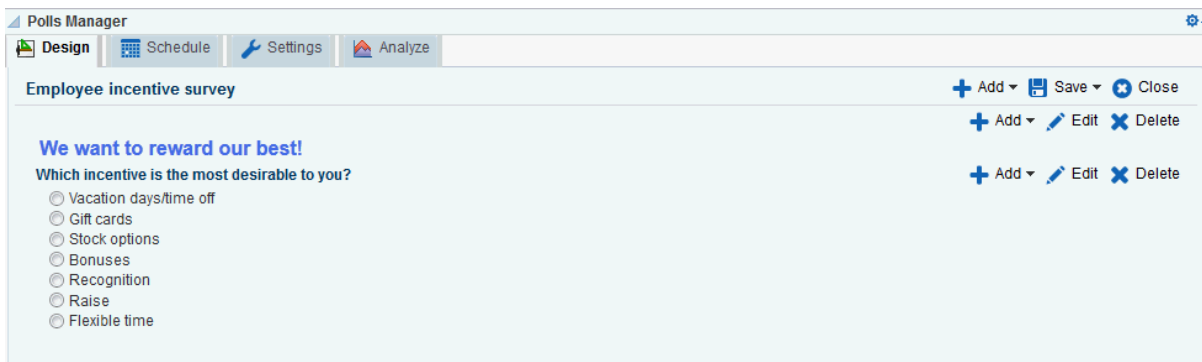 Polls Manager
Design Schedule Settings Analyze
Employee incentive survey Add Save Close
Add Edit Delete
We want to reward our best!
Which incentive is the most desirable to you? Add Edit Delete
Vacation days/time off
Gift cards
Stock options
Bonuses
Recognition
Raise
Flexible time